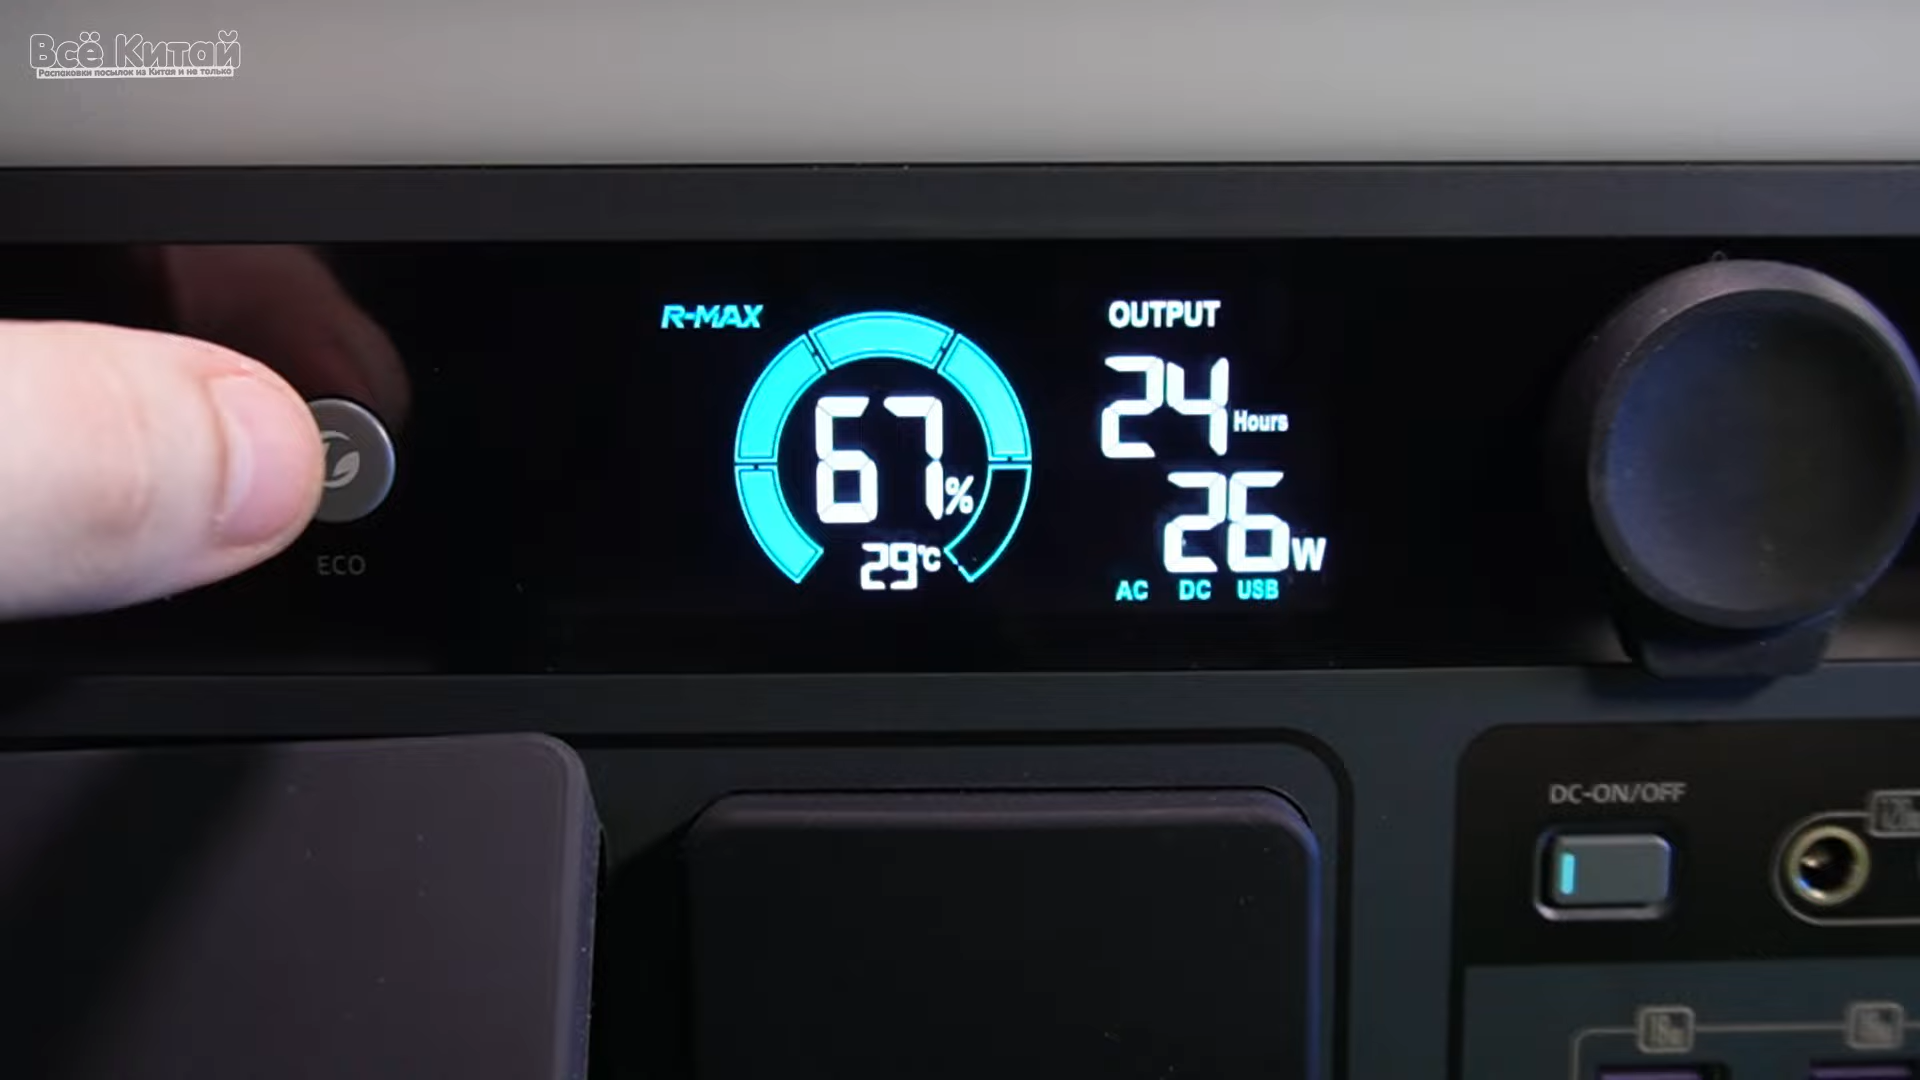 Всё Китай
Распаковки посылок из Китая и не только
R-MAX
67%
29°C
OUTPUT
24 Hours
26W
AC DC USB
ECO
DC-ON/OFF